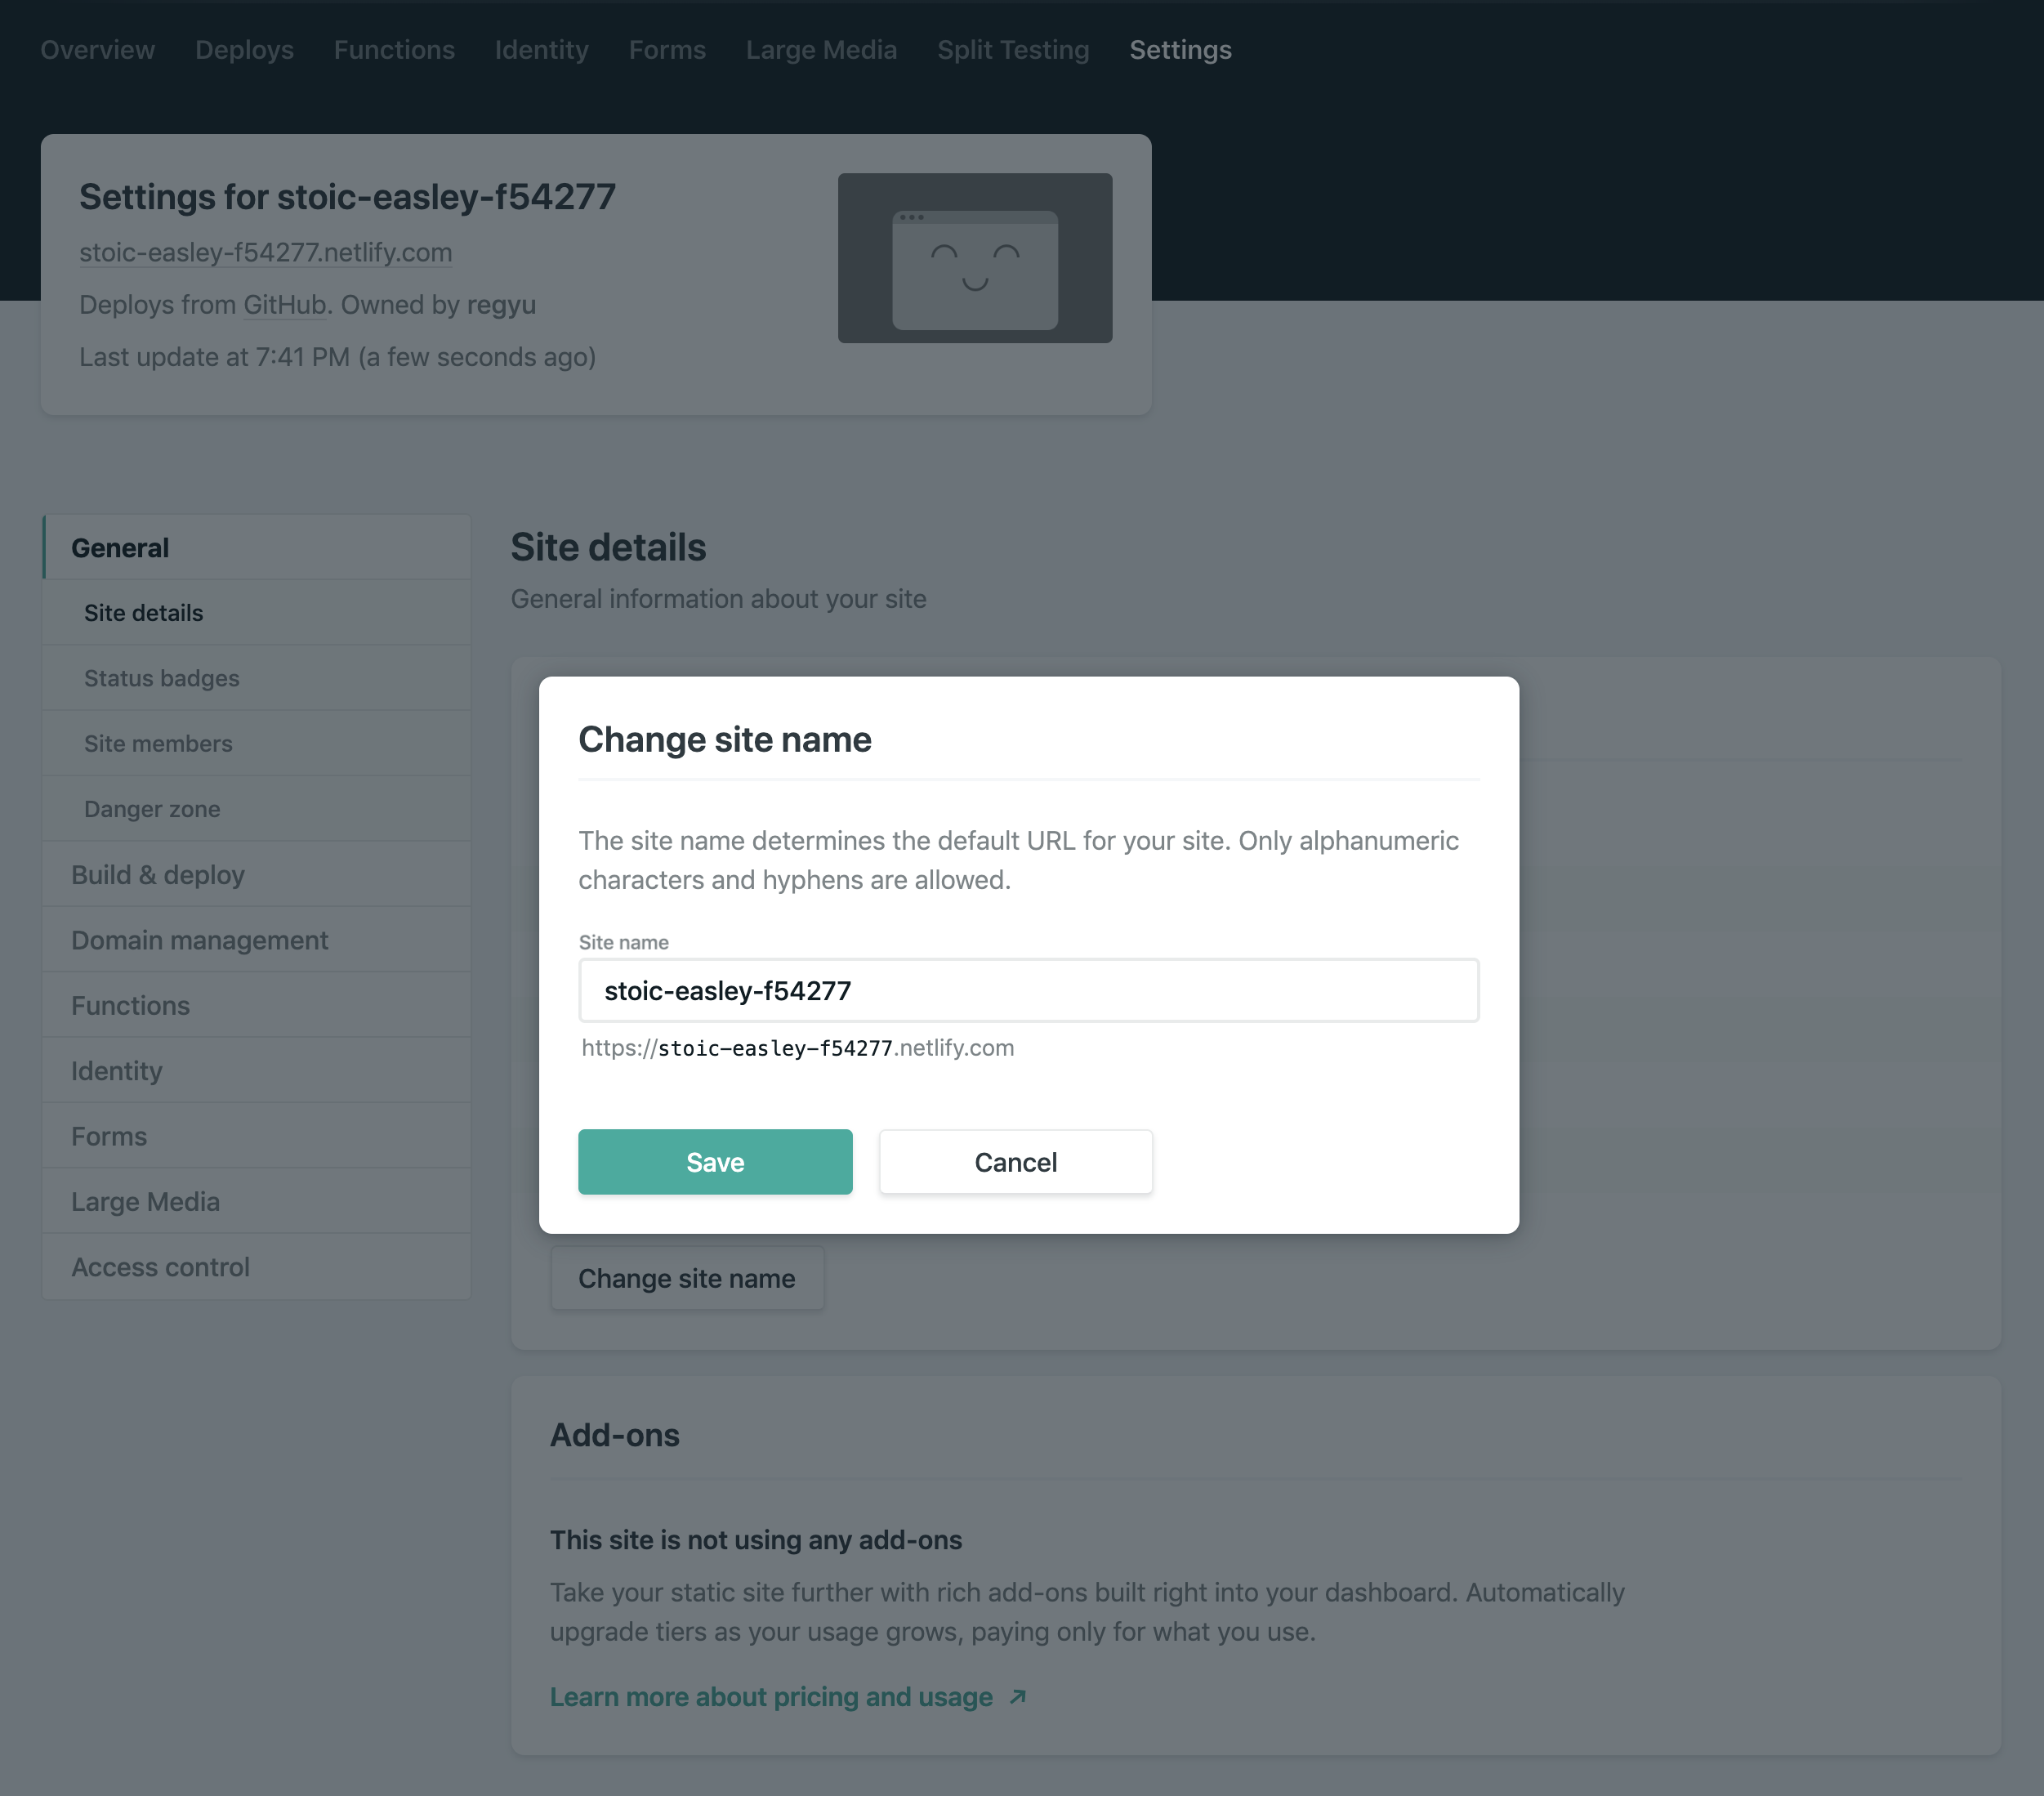 Overview Deploys Functions Identity Forms Large Media Split Testing Settings
Settings for stoic-easley-f54277
stoic-easley-f54277.netlify.com
Deploys from GitHub. Owned by regyu
Last update at 7:41 PM (a few seconds ago)
General
Site details
Status badges
Site members
Danger zone
Build & deploy
Domain management
Functions
Identity
Forms
Large Media
Access control
Site details
General information about your site
Change site name
The site name determines the default URL for your site. Only alphanumeric
characters and hyphens are allowed.
Site name
stoic-easley-f54277
https://stoic-easley-f54277.netlify.com
Save Cancel
Change site name
Add-ons
This site is not using any add-ons
Take your static site further with rich add-ons built right into your dashboard. Automatically
upgrade tiers as your usage grows, paying only for what you use.
Learn more about pricing and usage ↗